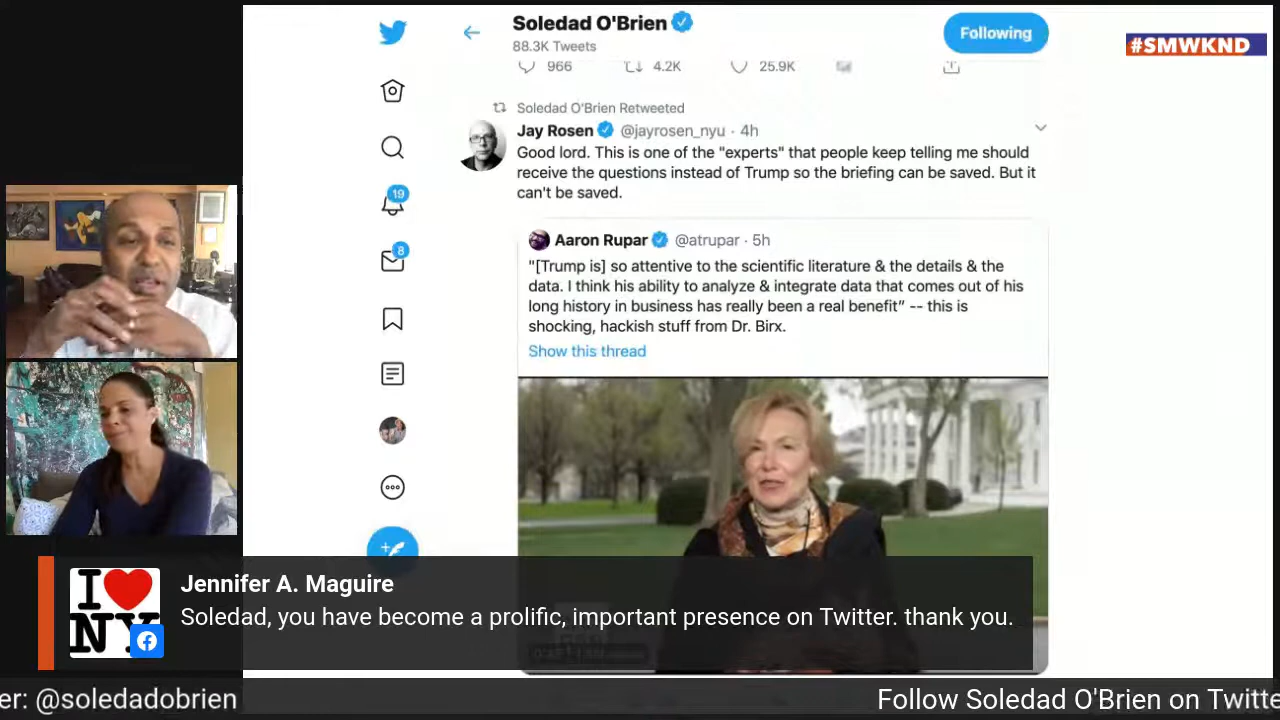 Soledad O'Brien
88.3K Tweets
Following
#SMWKND
966 4.2K 25.9K
Soledad O'Brien Retweeted
Jay Rosen @jayrosen_nyu · 4h
Good lord. This is one of the "experts" that people keep telling me should
receive the questions instead of Trump so the briefing can be saved. But it
can't be saved.
19
8
Aaron Rupar @atrupar · 5h
"[Trump is] so attentive to the scientific literature & the details & the
data. I think his ability to analyze & integrate data that comes out of his
long history in business has really been a real benefit” -- this is
shocking, hackish stuff from Dr. Birx.
Show this thread
I NY
Jennifer A. Maguire
Soledad, you have become a prolific, important presence on Twitter. thank you.
er: @soledadobrien
Follow Soledad O'Brien on Twitte